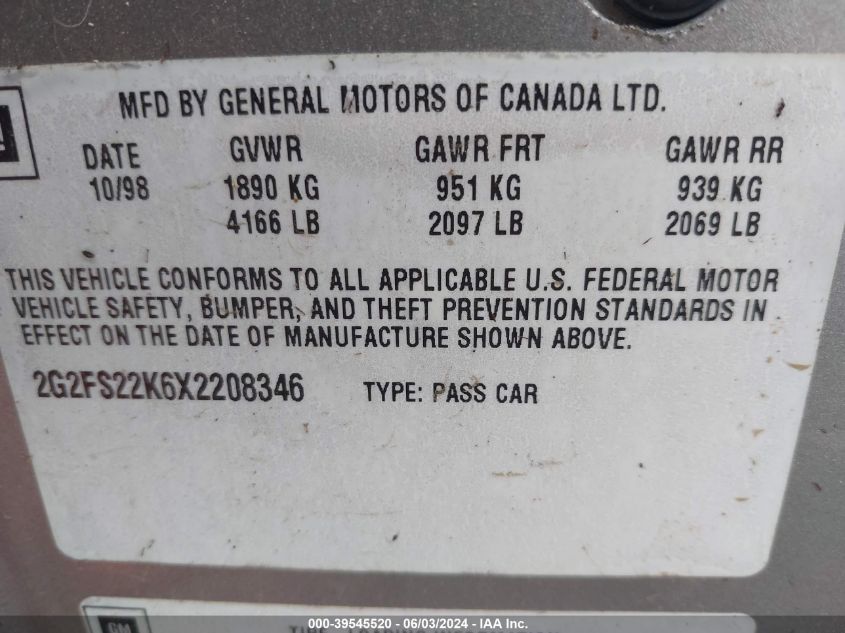 MFD BY GENERAL MOTORS OF CANADA LTD.
DATE GVWR GAWR FRT GAWR RR
10/98 1890 KG 951 KG 939 KG
4166 LB 2097 LB 2069 LB
THIS VEHICLE CONFORMS TO ALL APPLICABLE U.S. FEDERAL MOTOR
VEHICLE SAFETY, BUMPER, AND THEFT PREVENTION STANDARDS IN
EFFECT ON THE DATE OF MANUFACTURE SHOWN ABOVE.
2G2FS22K6X2208346 TYPE: PASS CAR
000-39545520 - 06/03/2024 - IAA Inc.
GM